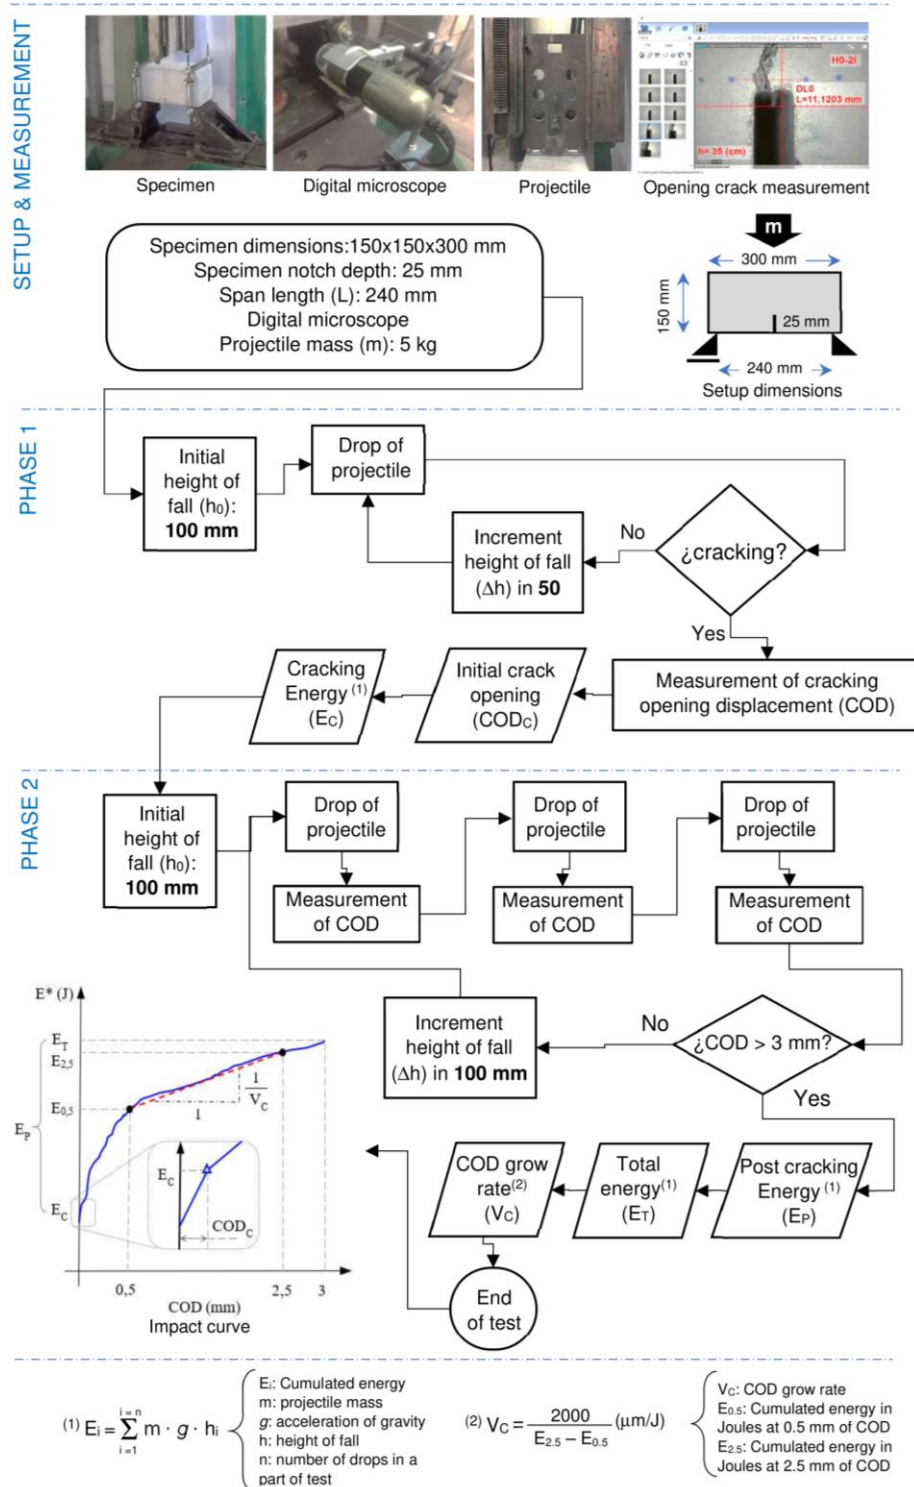 SETUP & MEASUREMENT
H0-2I
DL0
L=11,1203 mm
h= 35 (cm)
Specimen
Digital microscope
Projectile
Opening crack measurement
Specimen dimensions:150x150x300 mm
Specimen notch depth: 25 mm
Span length (L): 240 mm
Digital microscope
Projectile mass (m): 5 kg
m
300 mm
150 mm
25 mm
240 mm
Setup dimensions
PHASE 1
Initial
height of
fall (h0):
100 mm
Drop of
projectile
Increment
height of fall
(Δh) in 50
No
¿cracking?
Yes
Measurement of cracking
opening displacement (COD)
Initial crack
opening
(CODC)
Cracking
Energy (1)
(EC)
PHASE 2
Initial
height of
fall (h0):
100 mm
Drop of
projectile
Measurement
of COD
Drop of
projectile
Measurement
of COD
Drop of
projectile
Measurement
of COD
¿COD > 3 mm?
No
Increment
height of fall
(Δh) in 100 mm
Yes
Post cracking
Energy (1)
(EP)
Total
energy(1)
(ET)
COD grow
rate(2)
(VC)
End
of test
E* (J)
ET
E2,5
E0,5
EP
EC
1
VC
1
EC
CODC
0,5
2,5
3
COD (mm)
Impact curve
(1) Ei = i=n ∑ i=1 m · g · hi
Ei: Cumulated energy
m: projectile mass
g: acceleration of gravity
h: height of fall
n: number of drops in a
part of test
(2) VC = 2000 / E2.5 – E0.5 (μm/J)
VC: COD grow rate
E0.5: Cumulated energy in
Joules at 0.5 mm of COD
E2.5: Cumulated energy in
Joules at 2.5 mm of COD